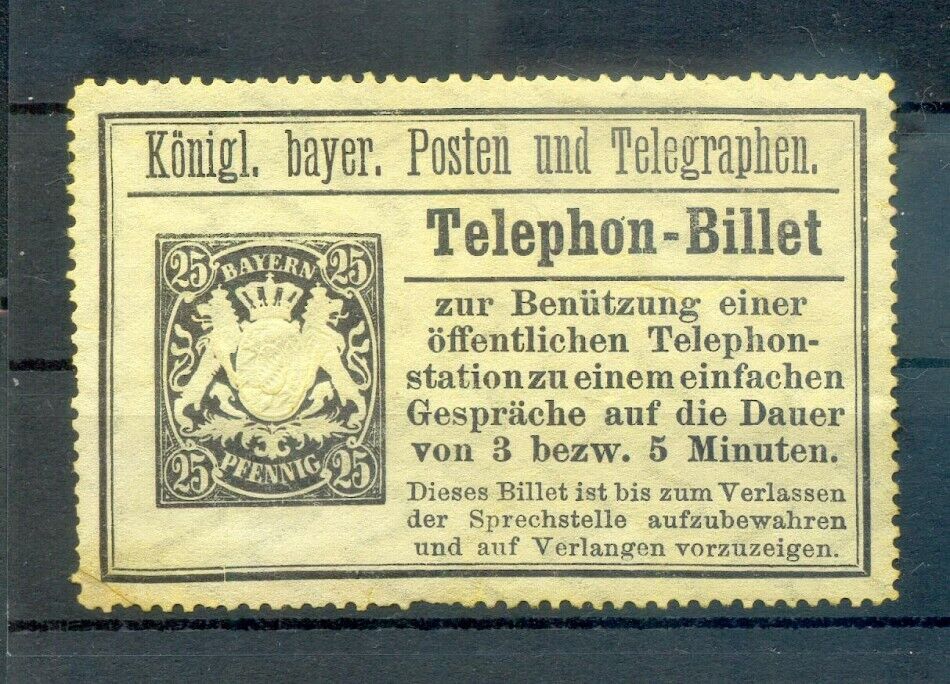 Königl. bayer. Posten und Telegraphen.
Telephon-Billet
25 BAYERN 25
25 PFENNIG 25
zur Benützung einer
öffentlichen Telephon-
station zu einem einfachen
Gespräche auf die Dauer
von 3 bezw. 5 Minuten.
Dieses Billet ist bis zum Verlassen
der Sprechstelle aufzubewahren
und auf Verlangen vorzuzeigen.